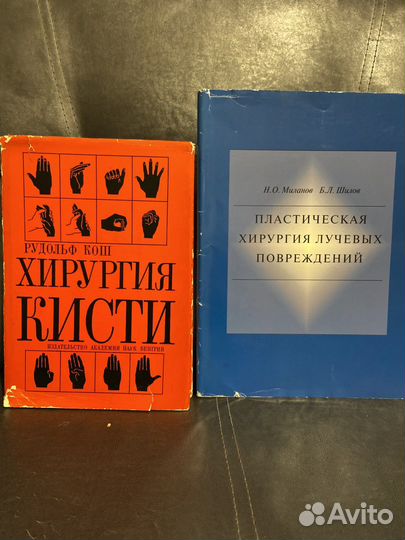 РУДОЛЬФ КОШ
ХИРУРГИЯ
КИСТИ
ИЗДАТЕЛЬСТВО АКАДЕМИИ НАУК ВЕНГРИИ
Н.О. Миланов Б.Л. Шилов
ПЛАСТИЧЕСКАЯ
ХИРУРГИЯ ЛУЧЕВЫХ
ПОВРЕЖДЕНИЙ
Avito